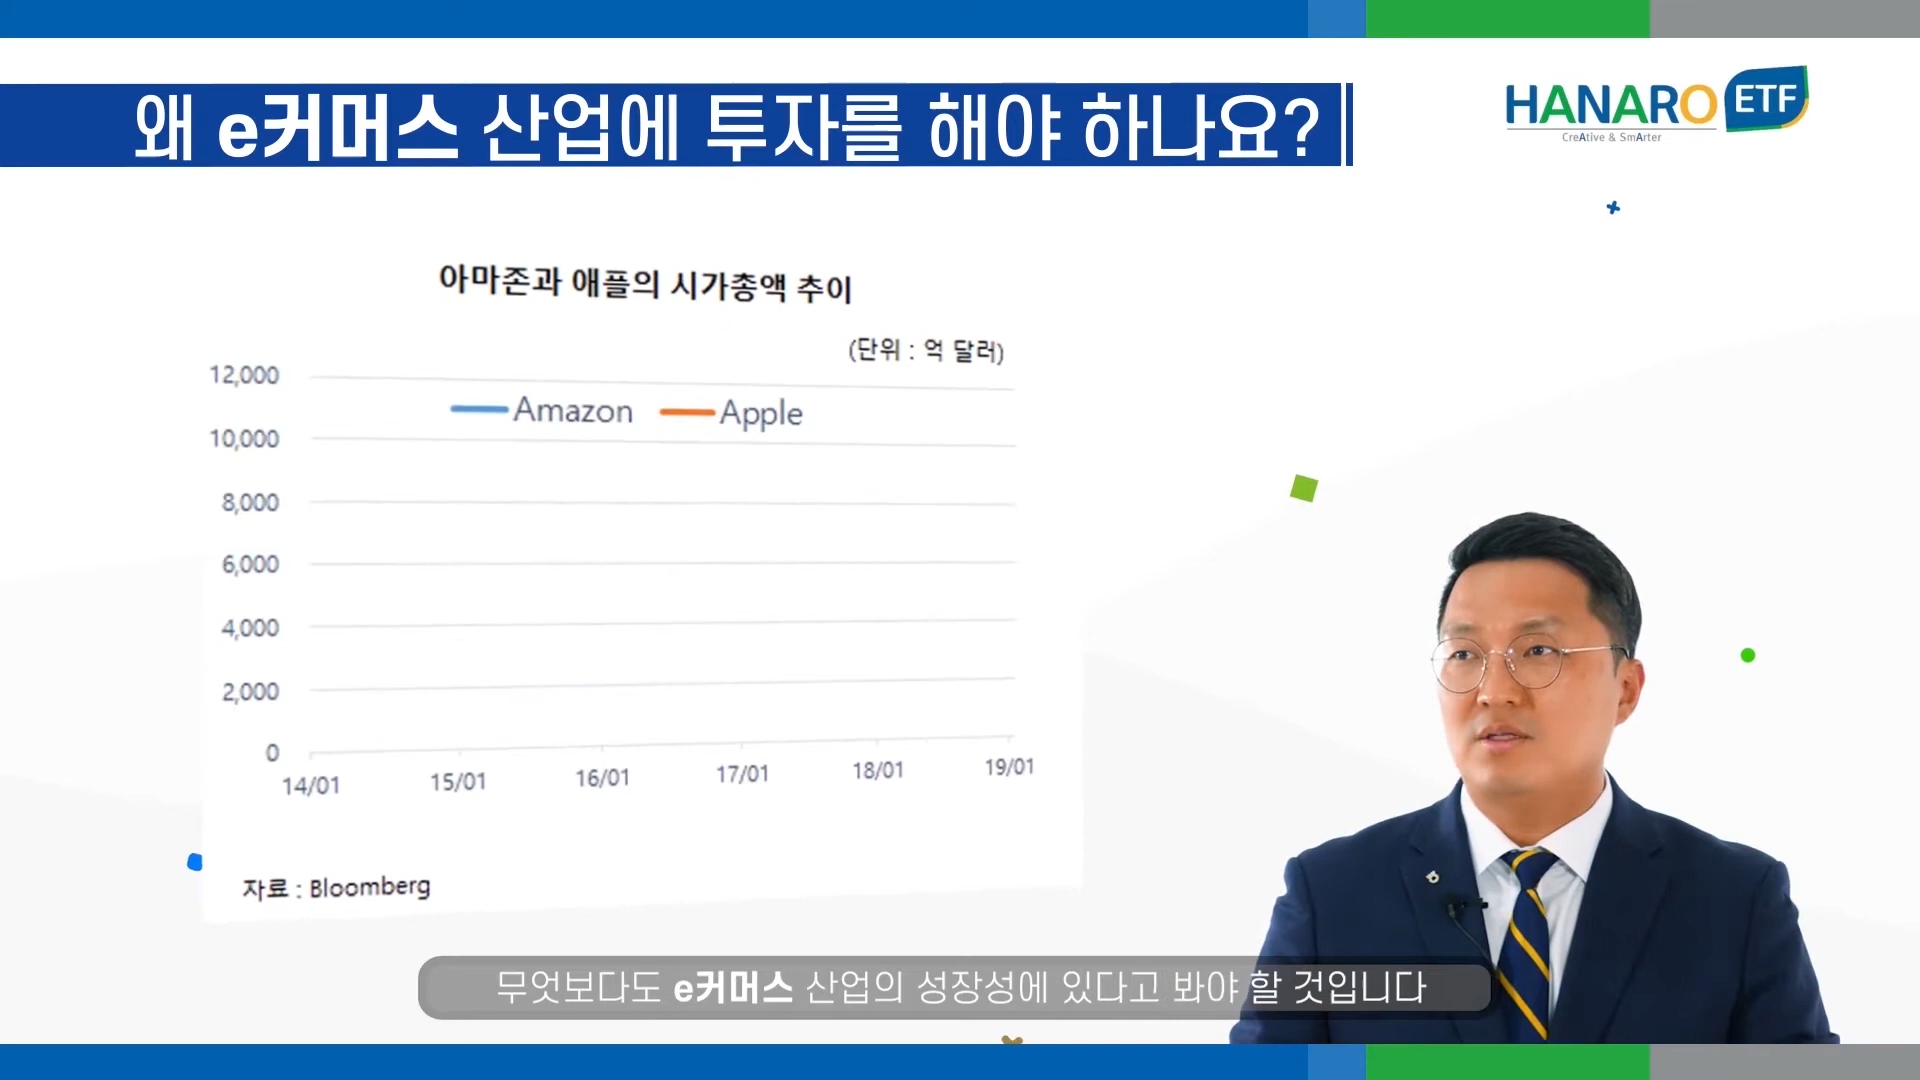 왜 e커머스 산업에 투자를 해야 하나요?
HANARO ETF
CreAtive & SmArter
아마존과 애플의 시가총액 추이
(단위 : 억 달러)
12,000
Amazon Apple
10,000
8,000
6,000
4,000
2,000
0
14/01 15/01 16/01 17/01 18/01 19/01
자료 : Bloomberg
무엇보다도 e커머스 산업의 성장성에 있다고 봐야 할 것입니다